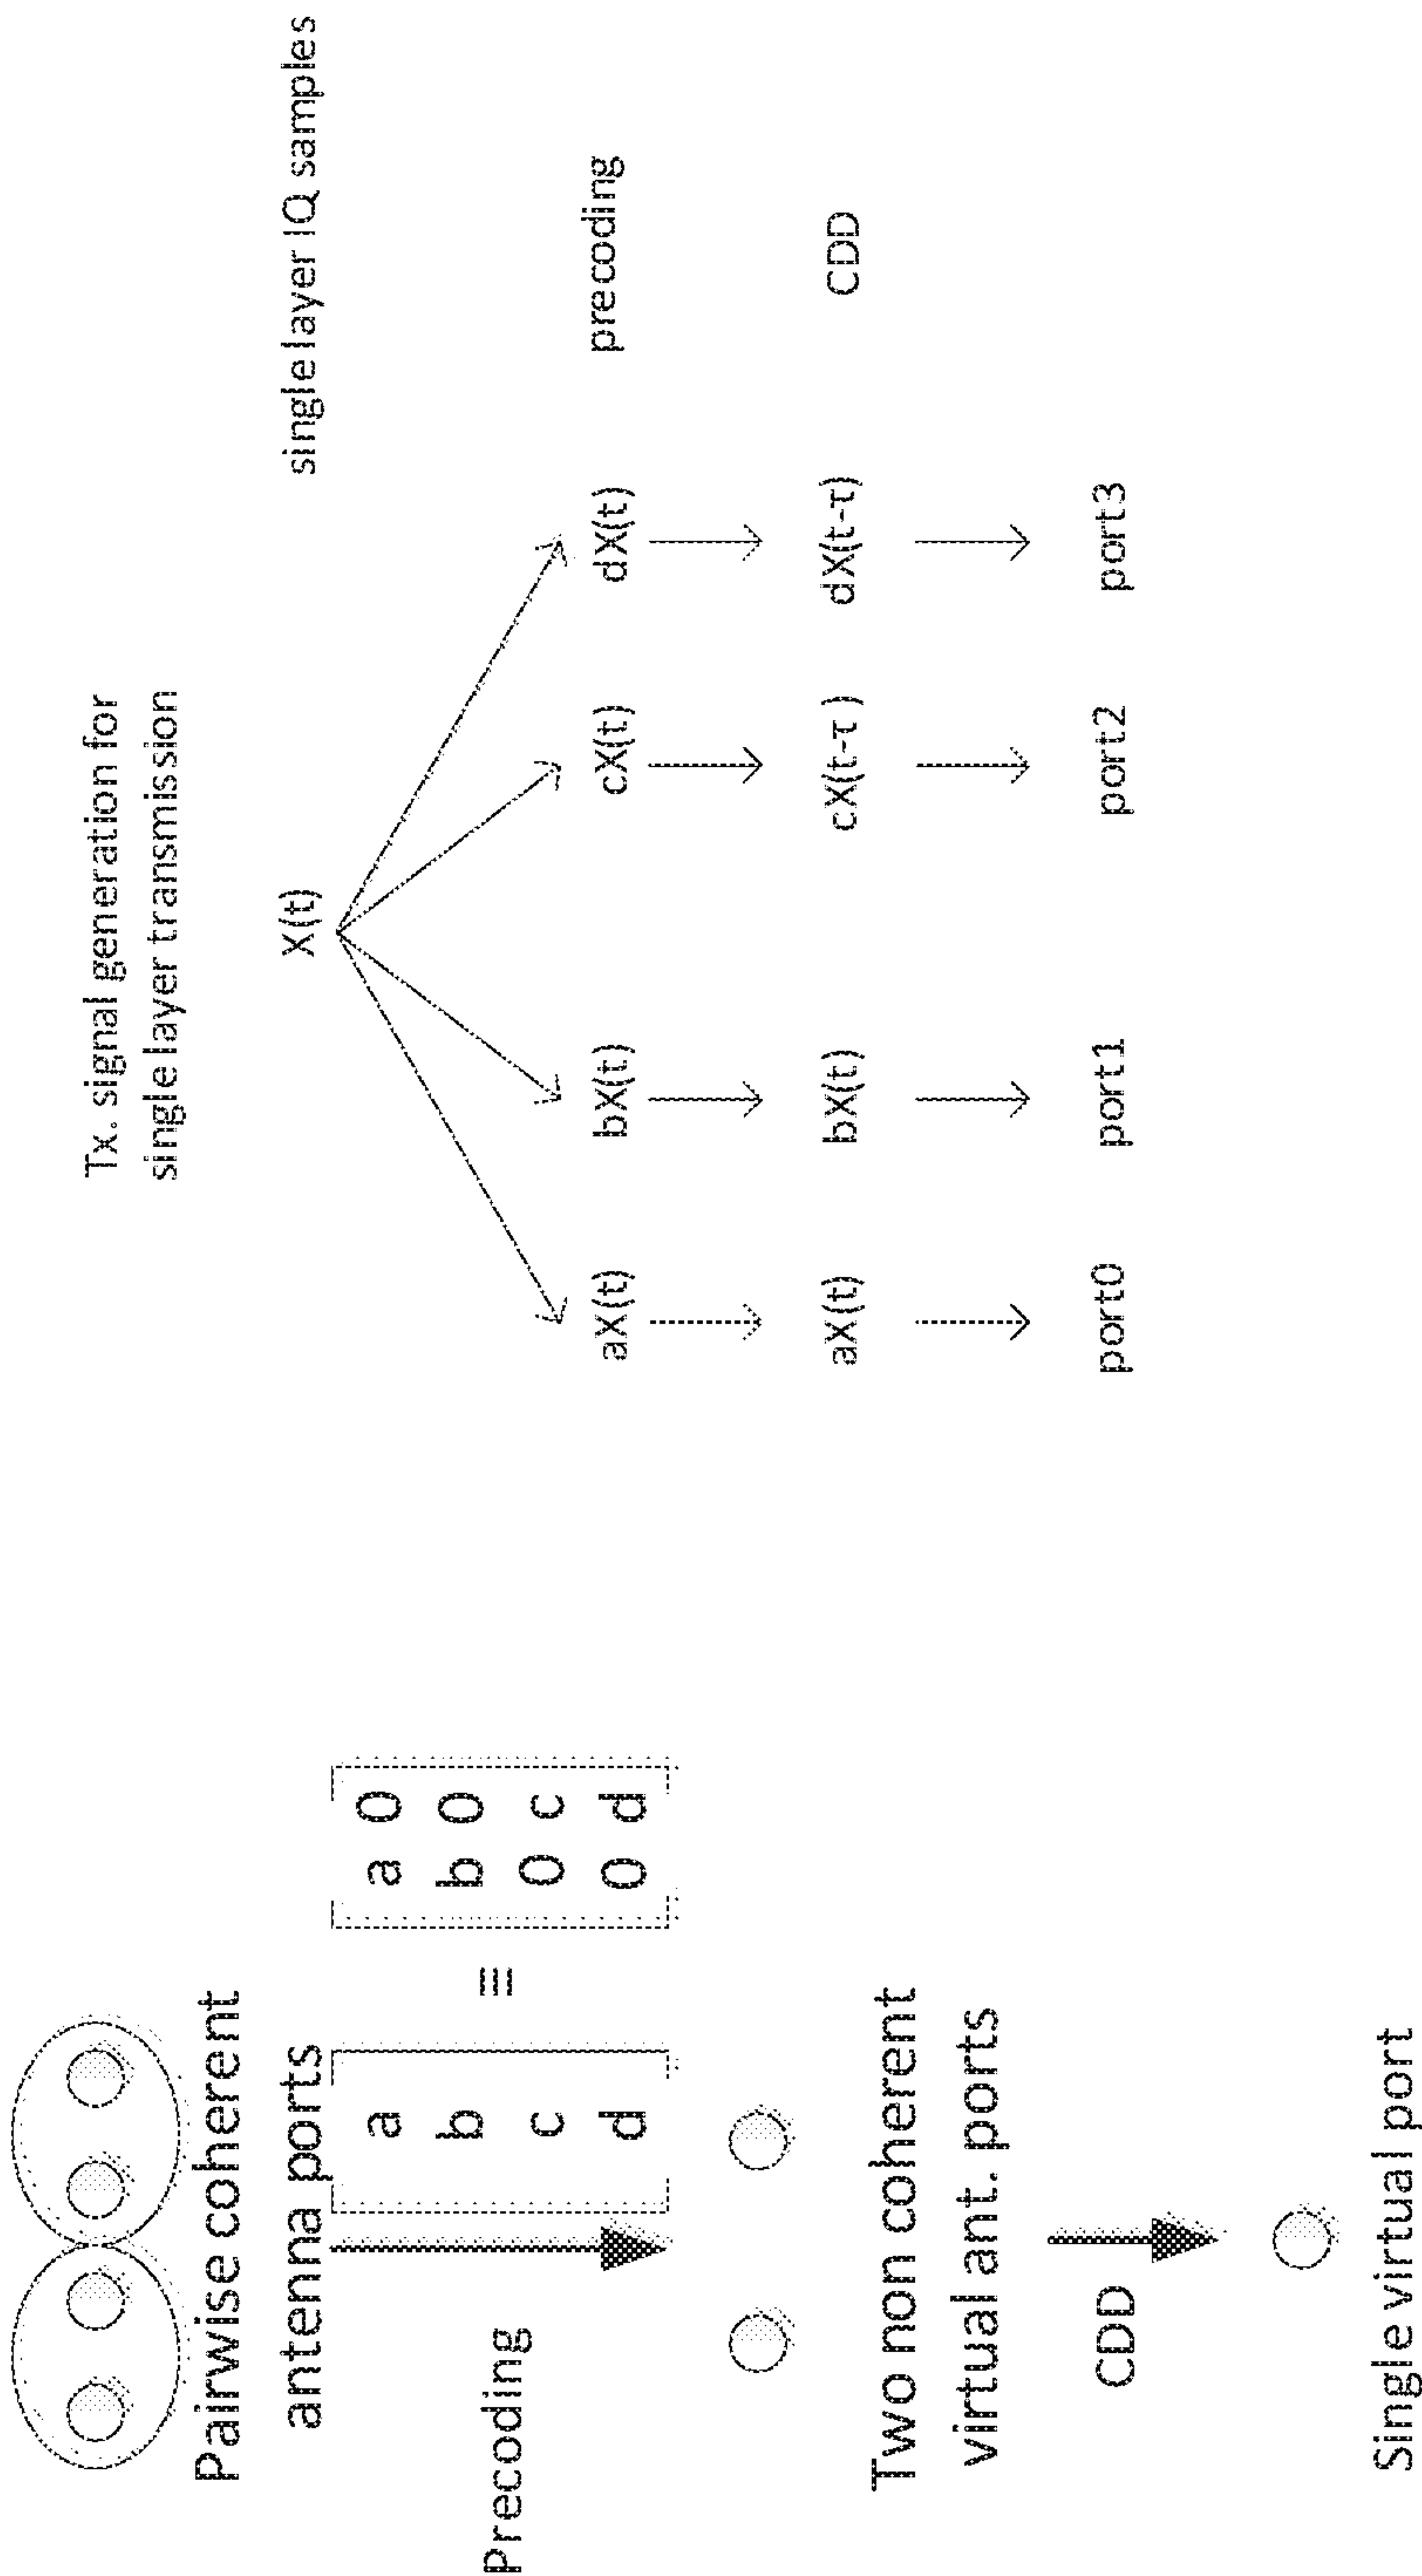 Pairwise coherent
antenna ports
Precoding
a
b
c
d
≡
a 0
b 0
0 c
0 d
Two non coherent
virtual ant. ports
CDD
Single virtual port
Tx. signal generation for
single layer transmission
X(t)
single layer IQ samples
aX(t) bX(t) cX(t) dX(t) precoding
aX(t) bX(t) cX(t-τ) dX(t-τ) CDD
port0 port1 port2 port3